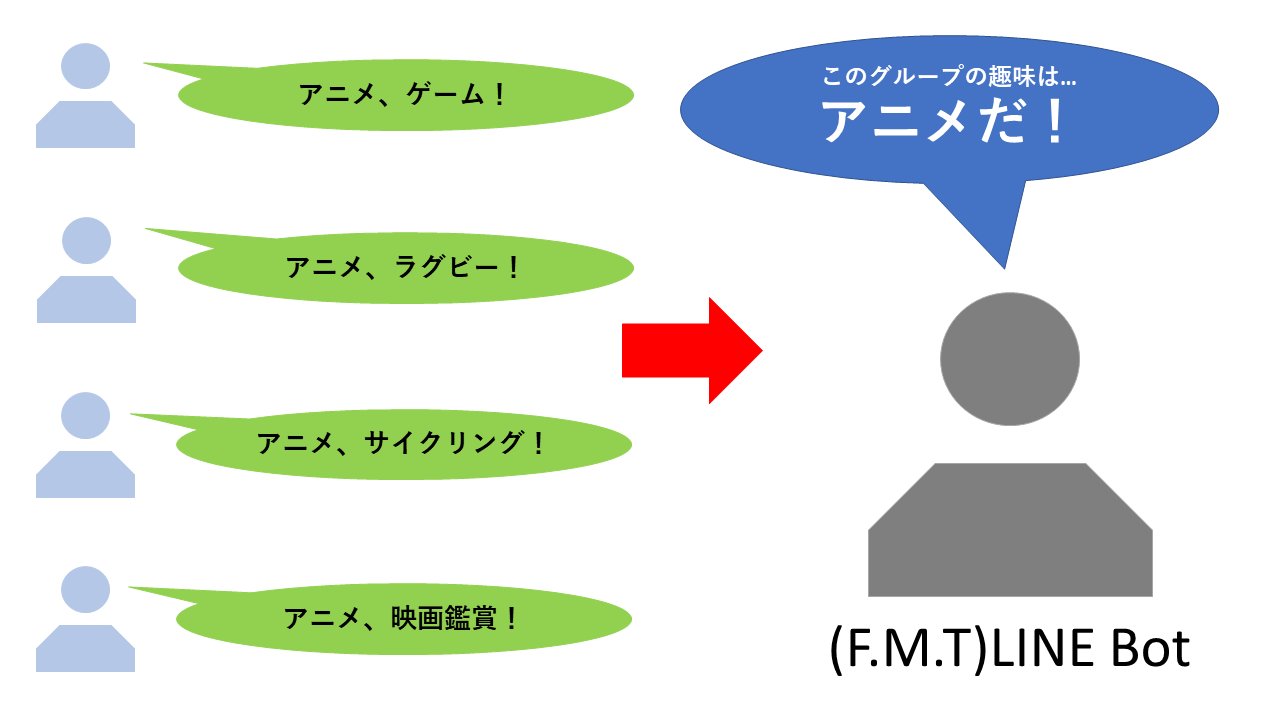 アニメ、ゲーム！
アニメ、ラグビー！
アニメ、サイクリング！
アニメ、映画鑑賞！
このグループの趣味は…
アニメだ！
(F.M.T)LINE Bot